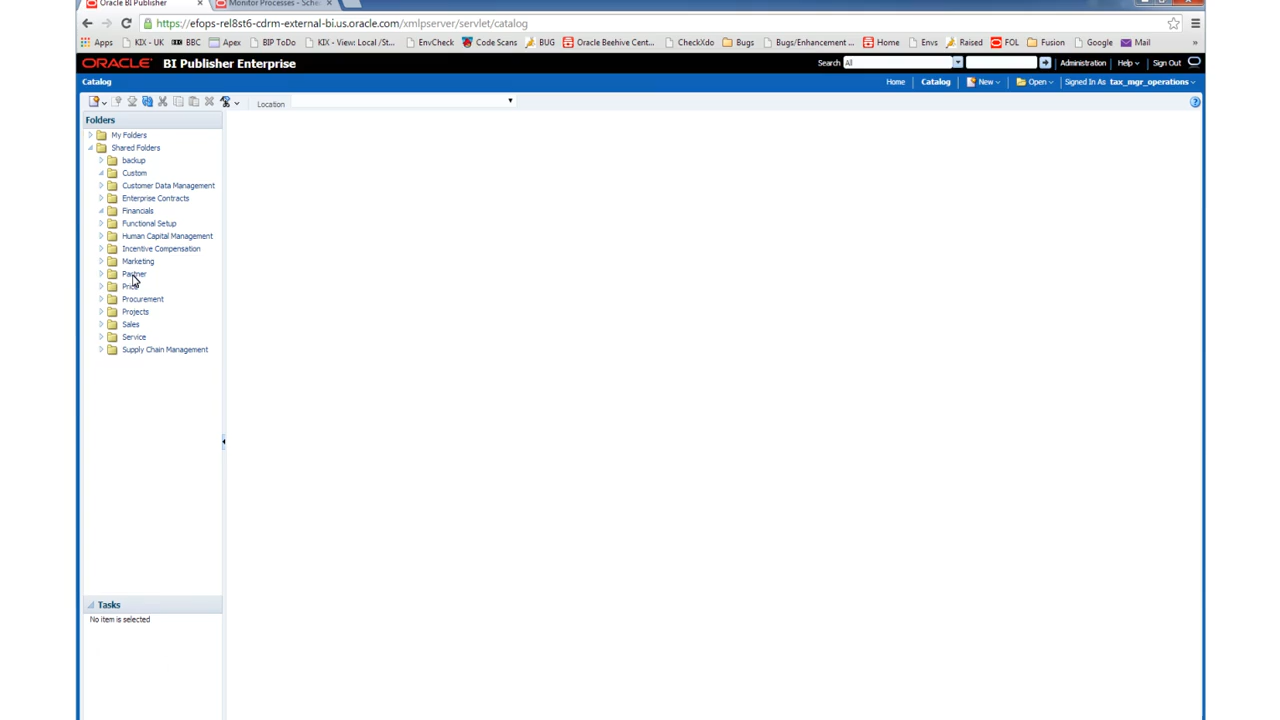 Oracle BI Publisher
Monitor Processes - Sche
https://efops-rel8st6-cdrm-external-bi.us.oracle.com/xmlpserver/servlet/catalog
Apps KIX - UK BBC Apex BIP ToDo KIX - View: Local /St... EnvCheck Code Scans BUG Oracle Beehive Cent... CheckXdo Bugs Bugs/Enhancement ... Home Envs Raised FOL Fusion Google Mail »
ORACLE BI Publisher Enterprise Search All Administration Help Sign Out
Catalog Home Catalog New Open Signed In As tax_mgr_operations
Location
Folders
My Folders
Shared Folders
backup
Custom
Customer Data Management
Enterprise Contracts
Financials
Functional Setup
Human Capital Management
Incentive Compensation
Marketing
Partner
Procurement
Projects
Sales
Service
Supply Chain Management
Tasks
No item is selected